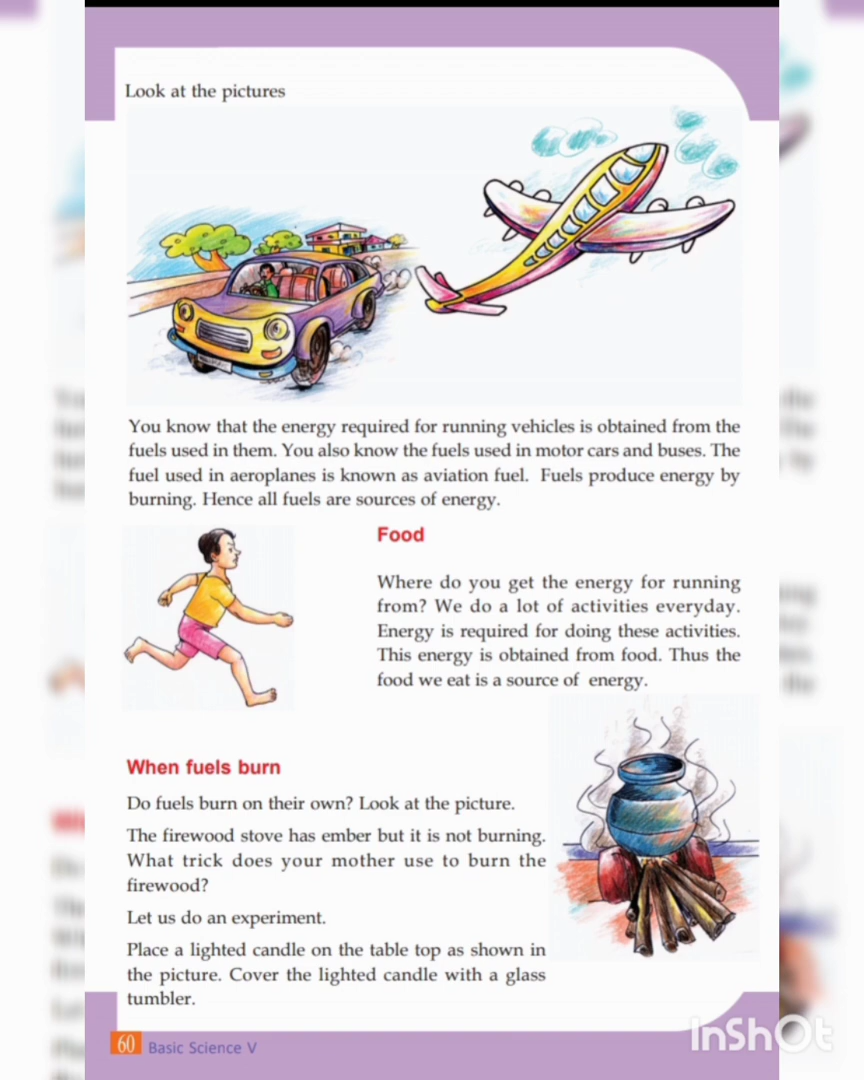 Look at the pictures
You know that the energy required for running vehicles is obtained from the
fuels used in them. You also know the fuels used in motor cars and buses. The
fuel used in aeroplanes is known as aviation fuel. Fuels produce energy by
burning. Hence all fuels are sources of energy.
Food
Where do you get the energy for running
from? We do a lot of activities everyday.
Energy is required for doing these activities.
This energy is obtained from food. Thus the
food we eat is a source of energy.
When fuels burn
Do fuels burn on their own? Look at the picture.
The firewood stove has ember but it is not burning.
What trick does your mother use to burn the
firewood?
Let us do an experiment.
Place a lighted candle on the table top as shown in
the picture. Cover the lighted candle with a glass
tumbler.
60 Basic Science V
InShOt